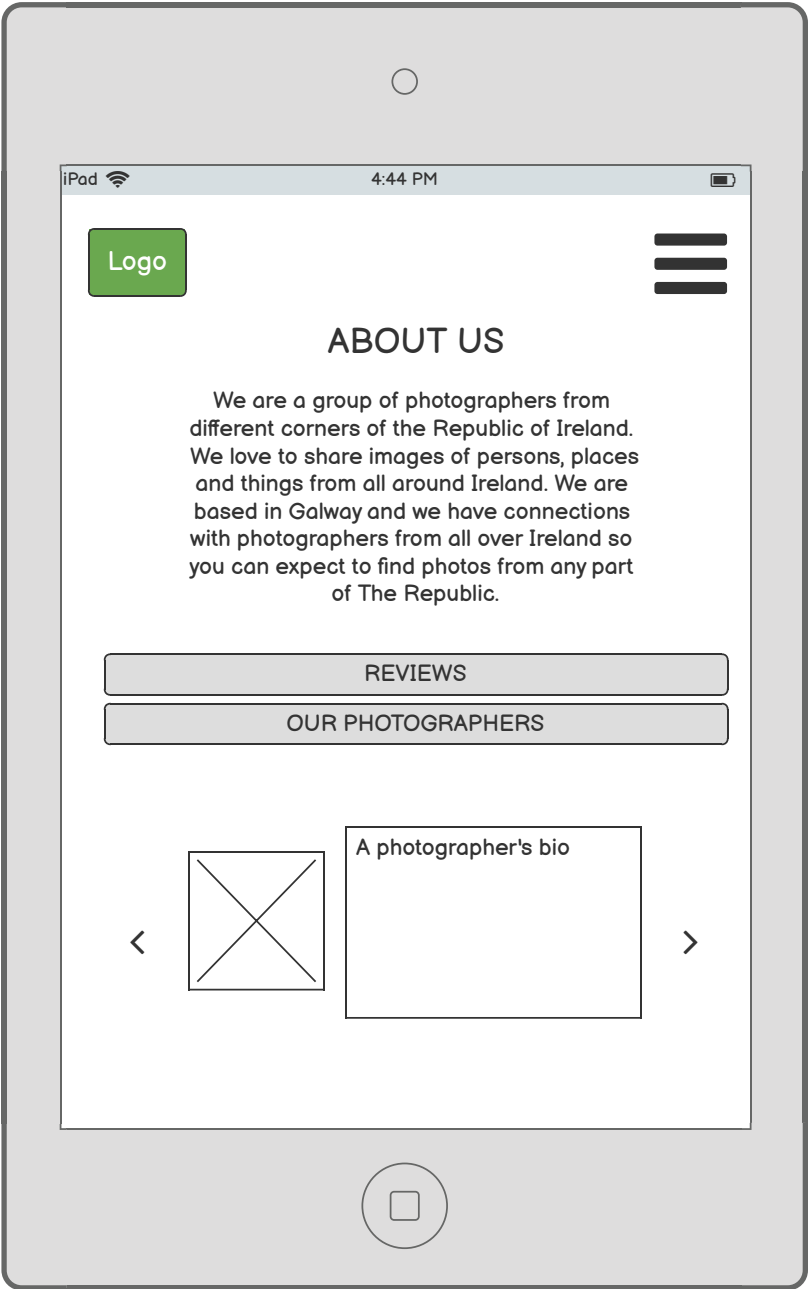 iPad 4:44 PM
Logo
ABOUT US
We are a group of photographers from
different corners of the Republic of Ireland.
We love to share images of persons, places
and things from all around Ireland. We are
based in Galway and we have connections
with photographers from all over Ireland so
you can expect to find photos from any part
of The Republic.
REVIEWS
OUR PHOTOGRAPHERS
A photographer's bio